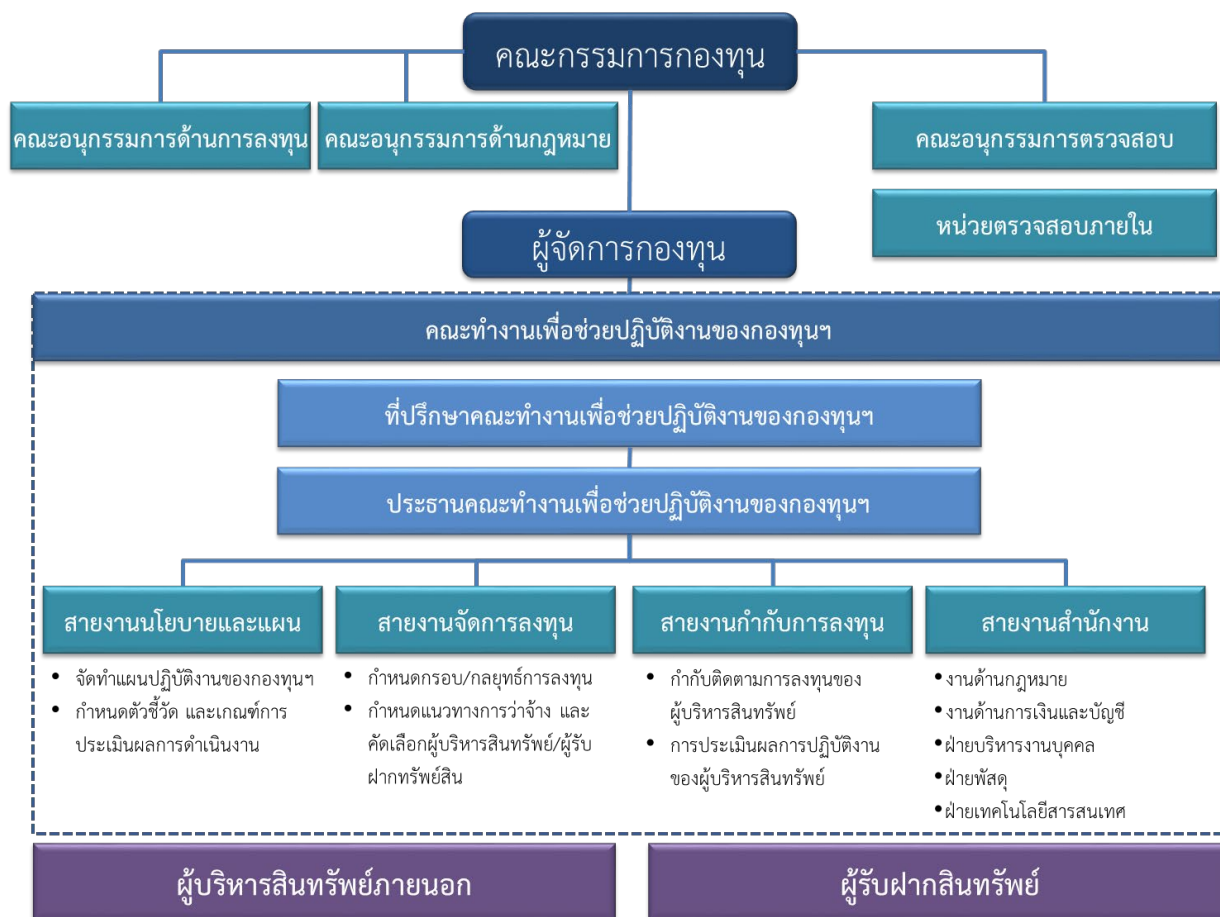 คณะกรรมการกองทุน
คณะอนุกรรมการด้านการลงทุน
คณะอนุกรรมการด้านกฎหมาย
คณะอนุกรรมการตรวจสอบ
หน่วยตรวจสอบภายใน
ผู้จัดการกองทุน
คณะทำงานเพื่อช่วยปฏิบัติงานของกองทุนฯ
ที่ปรึกษาคณะทำงานเพื่อช่วยปฏิบัติงานของกองทุนฯ
ประธานคณะทำงานเพื่อช่วยปฏิบัติงานของกองทุนฯ
สายงานนโยบายและแผน
• จัดทำแผนปฏิบัติงานของกองทุนฯ
• กำหนดตัวชี้วัด และเกณฑ์การ
ประเมินผลการดำเนินงาน
สายงานจัดการลงทุน
• กำหนดกรอบ/กลยุทธ์การลงทุน
• กำหนดแนวทางการว่าจ้าง และ
คัดเลือกผู้บริหารสินทรัพย์/ผู้รับ
ฝากทรัพย์สิน
สายงานกำกับการลงทุน
• กำกับติดตามการลงทุนของ
ผู้บริหารสินทรัพย์
• การประเมินผลการปฏิบัติงาน
ของผู้บริหารสินทรัพย์
สายงานสำนักงาน
•งานด้านกฎหมาย
•งานด้านการเงินและบัญชี
•ฝ่ายบริหารงานบุคคล
•ฝ่ายพัสดุ
•ฝ่ายเทคโนโลยีสารสนเทศ
ผู้บริหารสินทรัพย์ภายนอก
ผู้รับฝากสินทรัพย์